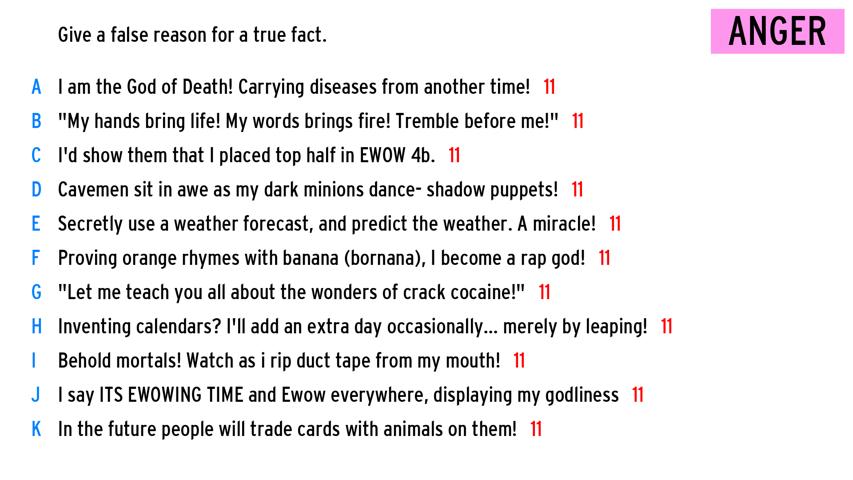 Give a false reason for a true fact.
ANGER
A I am the God of Death! Carrying diseases from another time! 11
B "My hands bring life! My words brings fire! Tremble before me!" 11
C I'd show them that I placed top half in EWOW 4b. 11
D Cavemen sit in awe as my dark minions dance- shadow puppets! 11
E Secretly use a weather forecast, and predict the weather. A miracle! 11
F Proving orange rhymes with banana (bornana), I become a rap god! 11
G "Let me teach you all about the wonders of crack cocaine!" 11
H Inventing calendars? I'll add an extra day occasionally... merely by leaping! 11
I Behold mortals! Watch as i rip duct tape from my mouth! 11
J I say ITS EWOWING TIME and Ewow everywhere, displaying my godliness 11
K In the future people will trade cards with animals on them! 11